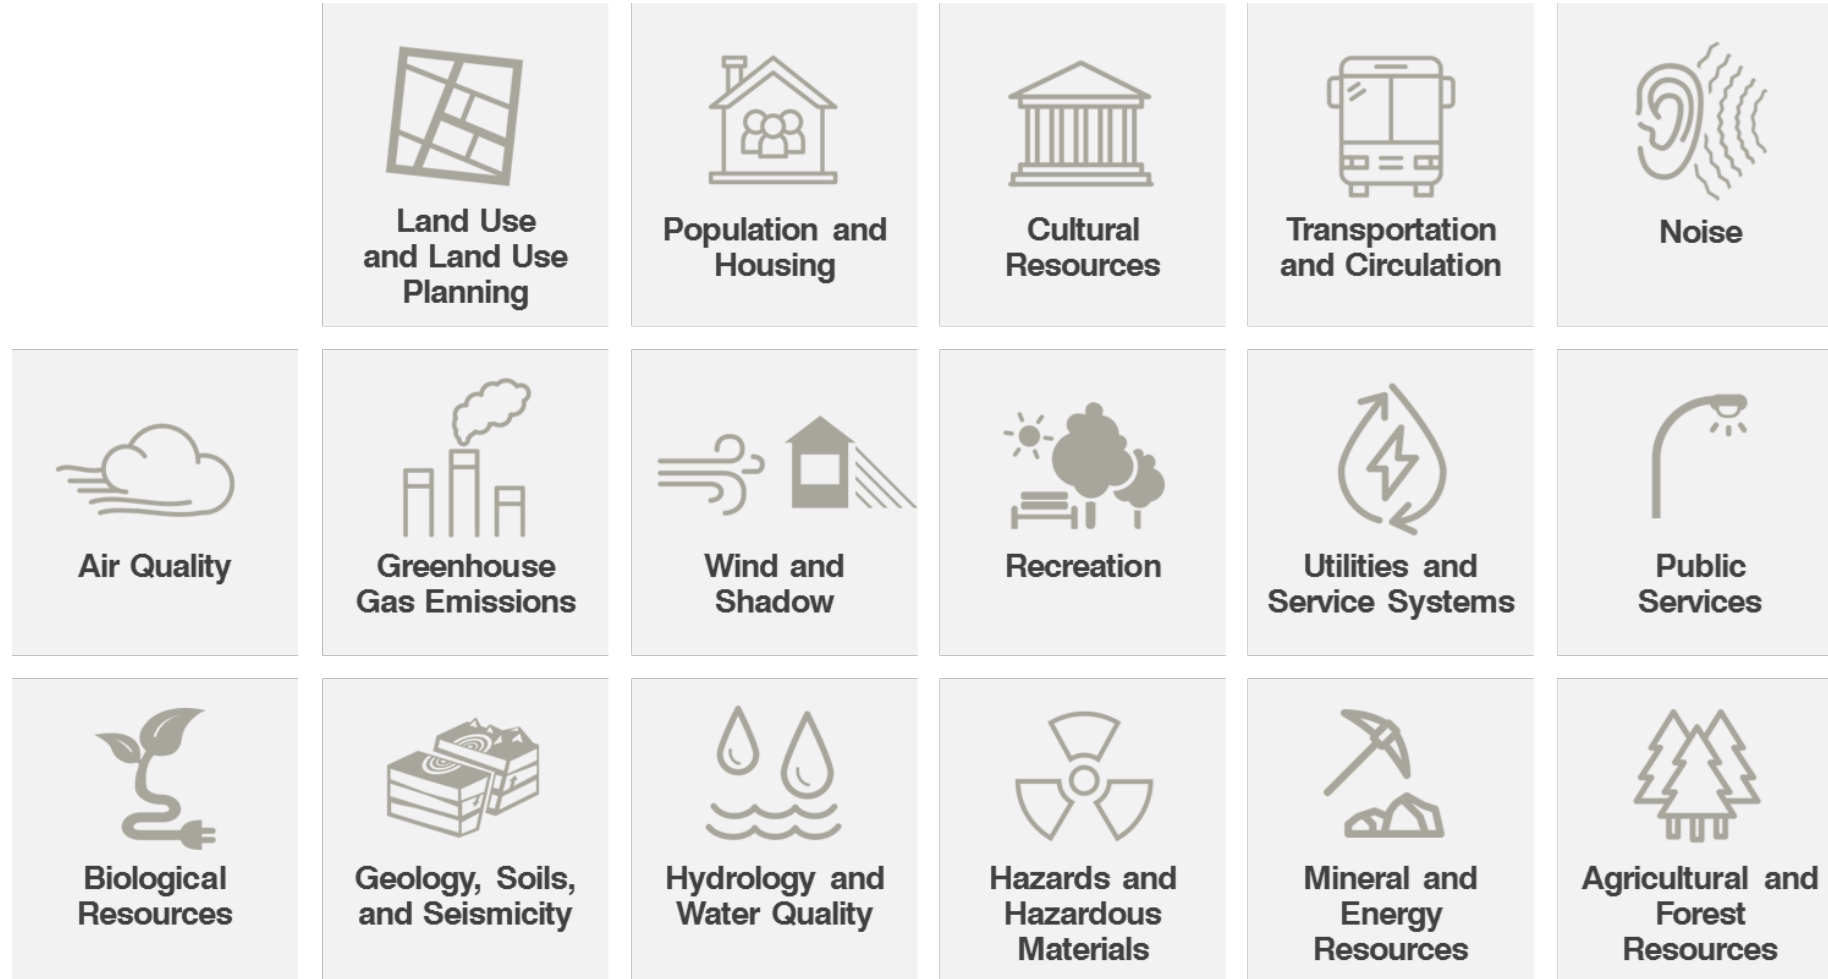 Land Use
and Land Use
Planning
Population and
Housing
Cultural
Resources
Transportation
and Circulation
Noise
Air Quality
Greenhouse
Gas Emissions
Wind and
Shadow
Recreation
Utilities and
Service Systems
Public
Services
Biological
Resources
Geology, Soils,
and Seismicity
Hydrology and
Water Quality
Hazards and
Hazardous
Materials
Mineral and
Energy
Resources
Agricultural and
Forest
Resources